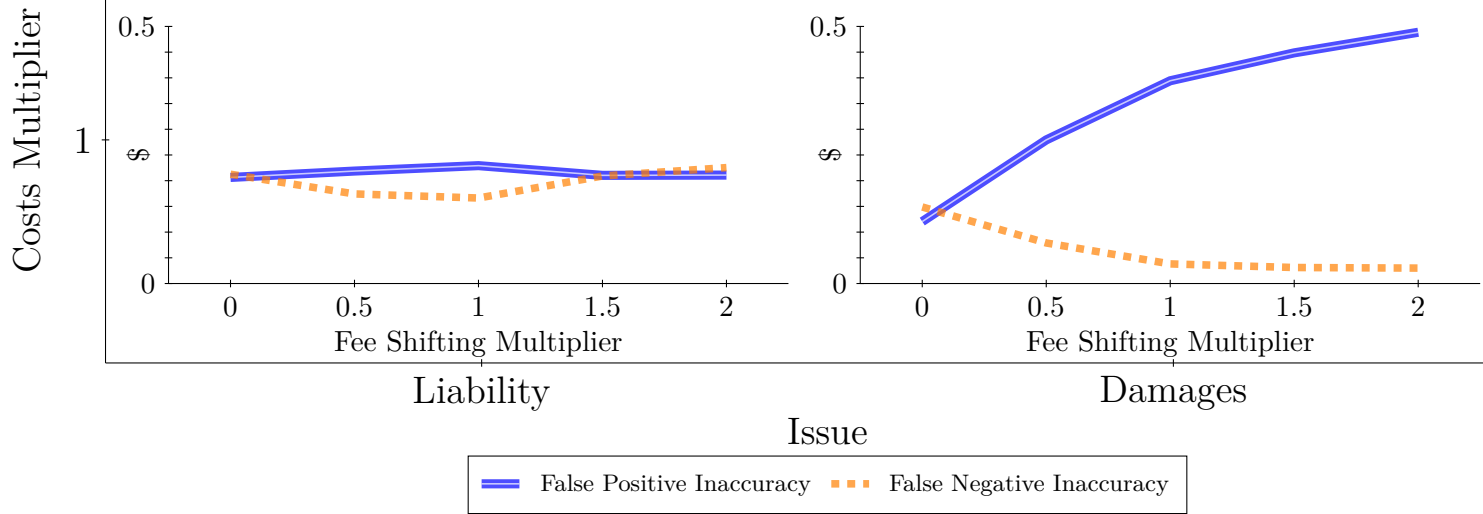 Costs Multiplier
1
0.5
$
0
0 0.5 1 1.5 2
Fee Shifting Multiplier
Liability
0.5
$
0
0 0.5 1 1.5 2
Fee Shifting Multiplier
Damages
Issue
False Positive Inaccuracy False Negative Inaccuracy